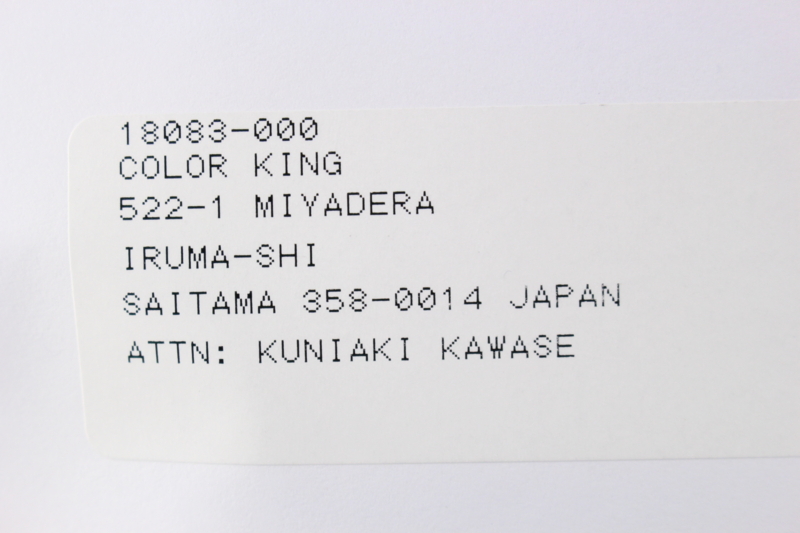 18083-000
COLOR KING
522-1 MIYADERA
IRUMA-SHI
SAITAMA 358-0014 JAPAN
ATTN: KUNIAKI KAWASE